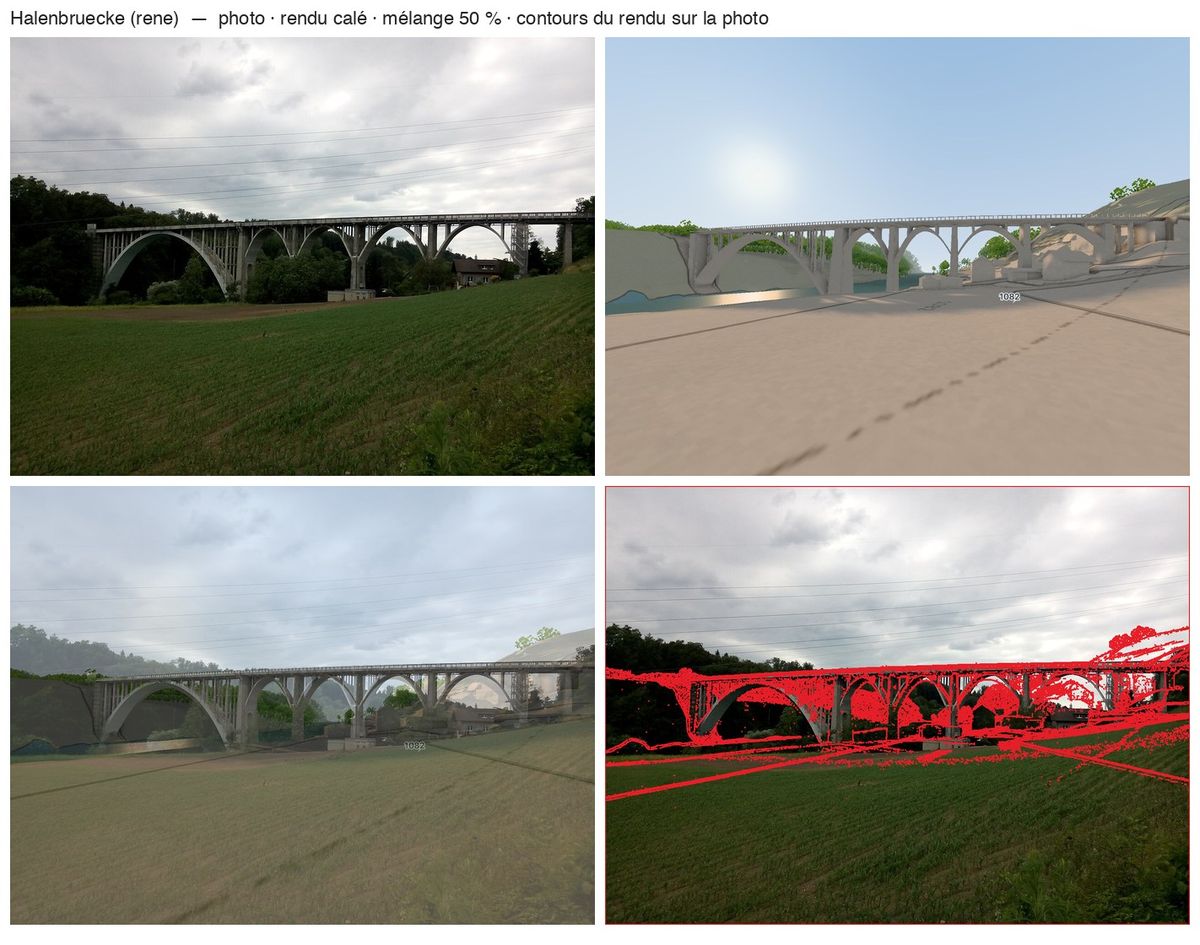 Halenbruecke (rene) — photo · rendu calé · mélange 50 % · contours du rendu sur la photo
1082
1082